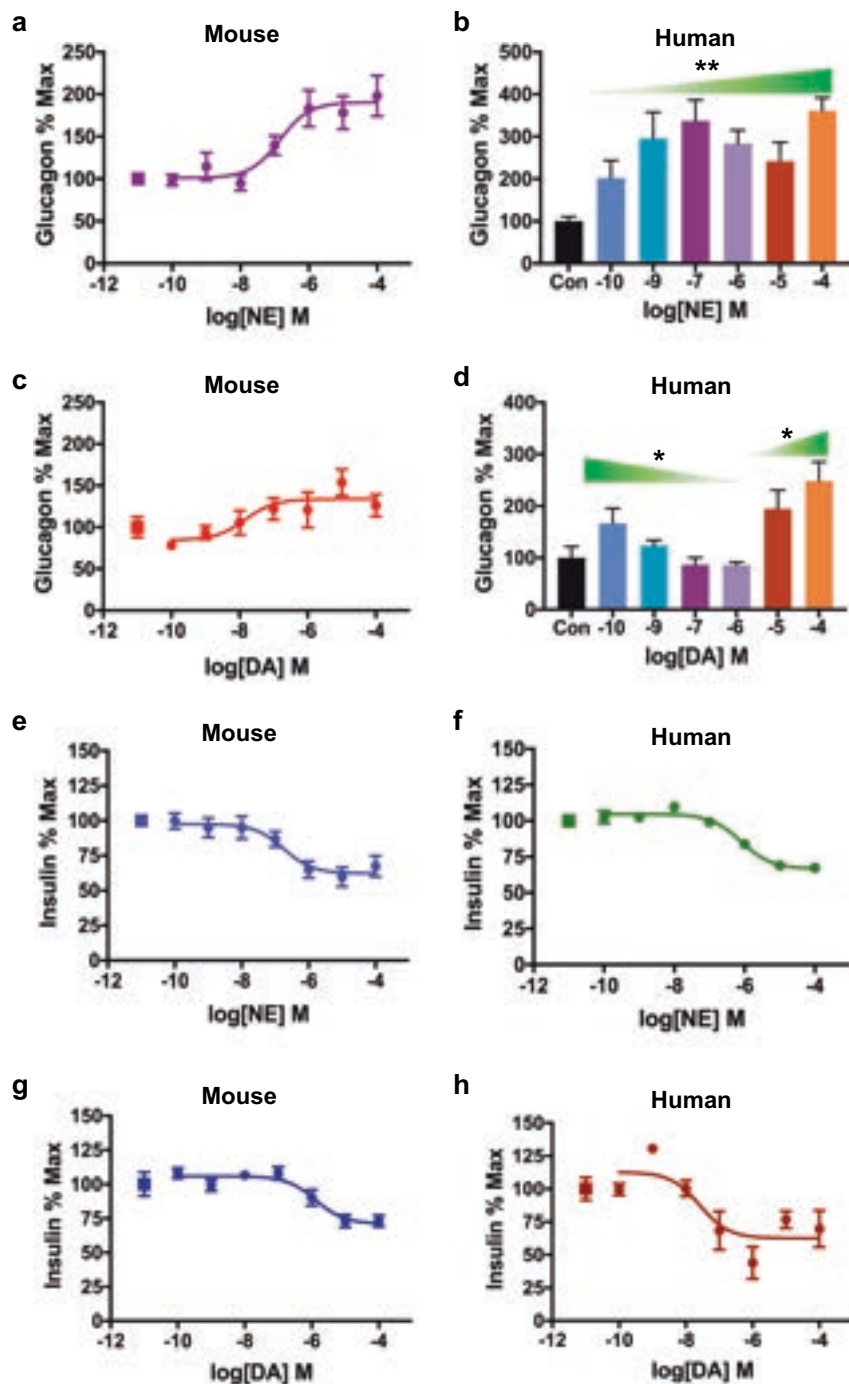 a
Mouse
Glucagon % Max
250
200
150
100
50
0
-12
-10
-8
-6
-4
log[NE] M
b
Human
**
Glucagon % Max
500
400
300
200
100
0
Con
-10
-9
-7
-6
-5
-4
log[NE] M
c
Mouse
Glucagon % Max
250
200
150
100
50
0
-12
-10
-8
-6
-4
log[DA] M
d
Human
*
*
Glucagon % Max
400
300
200
100
0
Con
-10
-9
-7
-6
-5
-4
log[DA] M
e
Mouse
Insulin % Max
150
125
100
75
50
25
0
-12
-10
-8
-6
-4
log[NE] M
f
Human
Insulin % Max
150
125
100
75
50
25
0
-12
-10
-8
-6
-4
log[NE] M
g
Mouse
Insulin % Max
150
125
100
75
50
25
0
-12
-10
-8
-6
-4
log[DA] M
h
Human
Insulin % Max
150
125
100
75
50
25
0
-12
-10
-8
-6
-4
log[DA] M